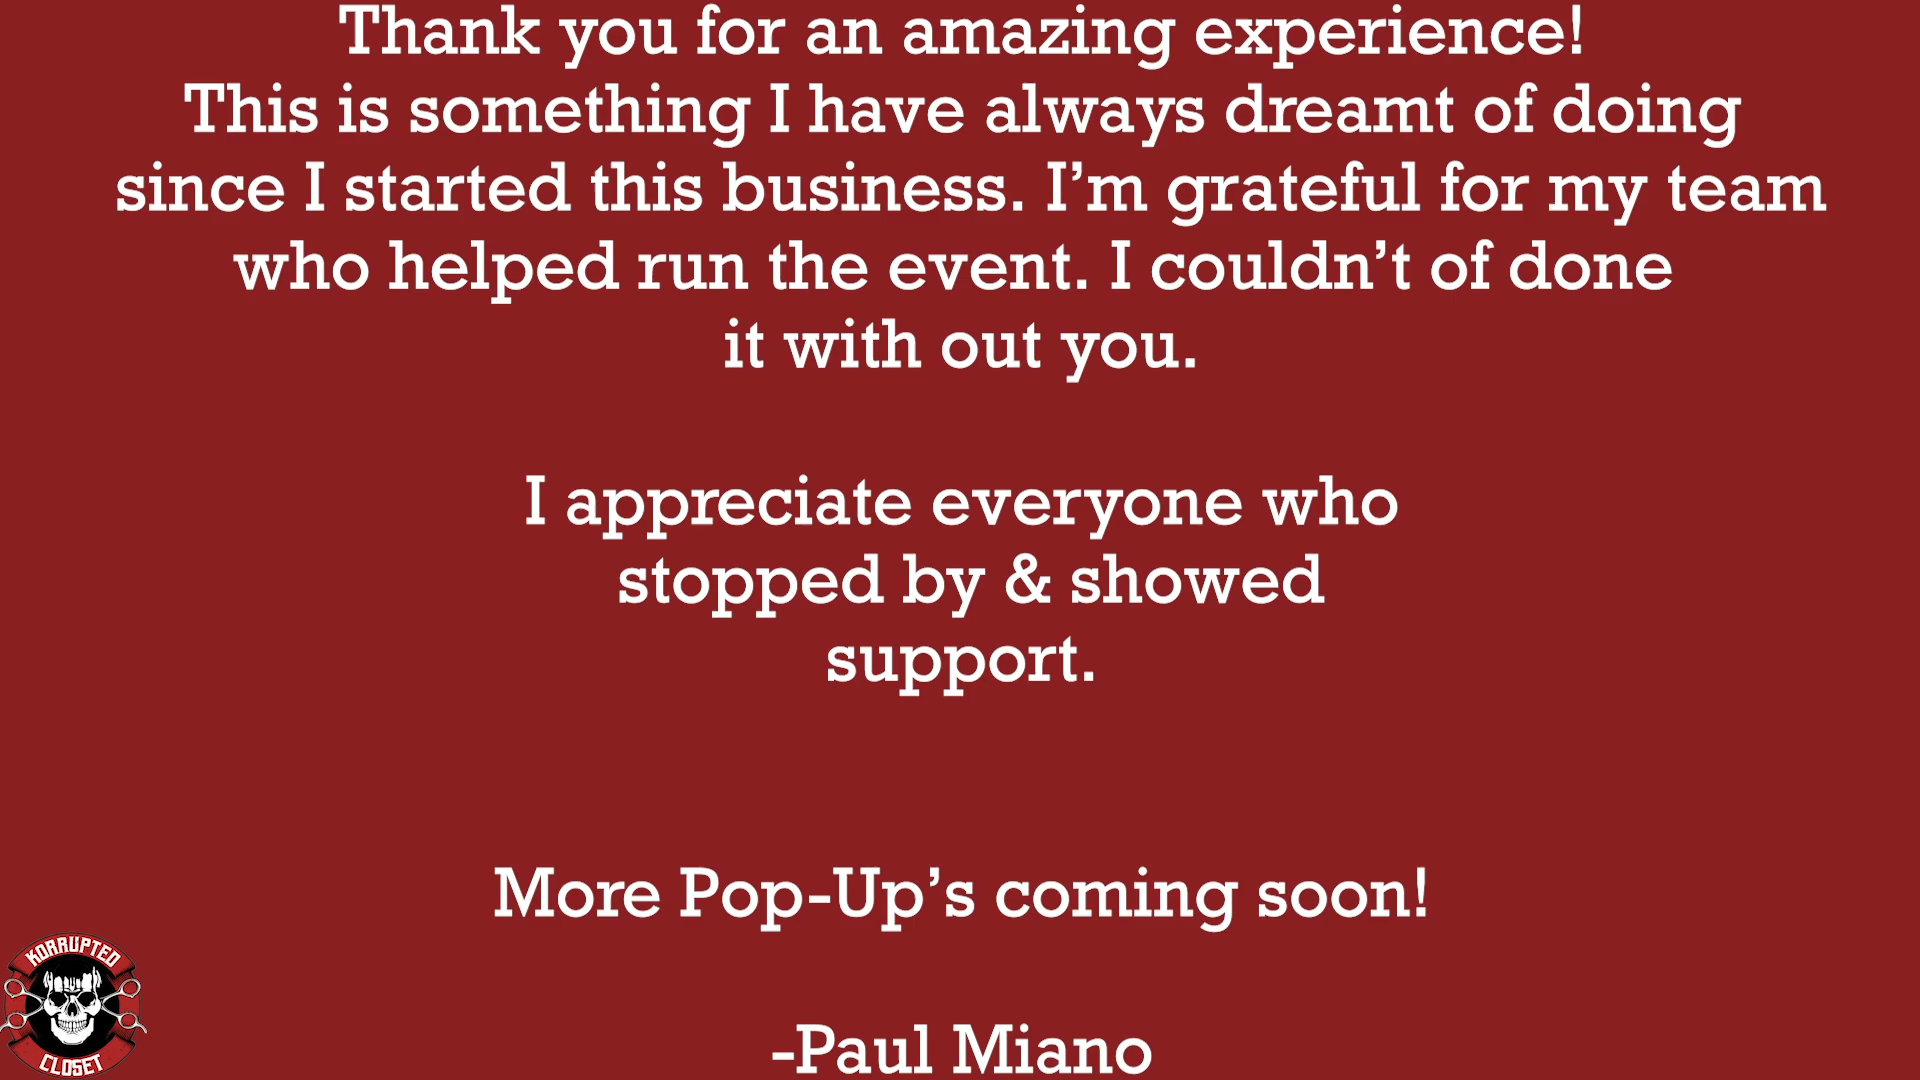 Thank you for an amazing experience!
This is something I have always dreamt of doing
since I started this business. I’m grateful for my team
who helped run the event. I couldn’t of done
it with out you.
I appreciate everyone who
stopped by & showed
support.
More Pop-Up’s coming soon!
KORRUPTED
CLOSET
-Paul Miano